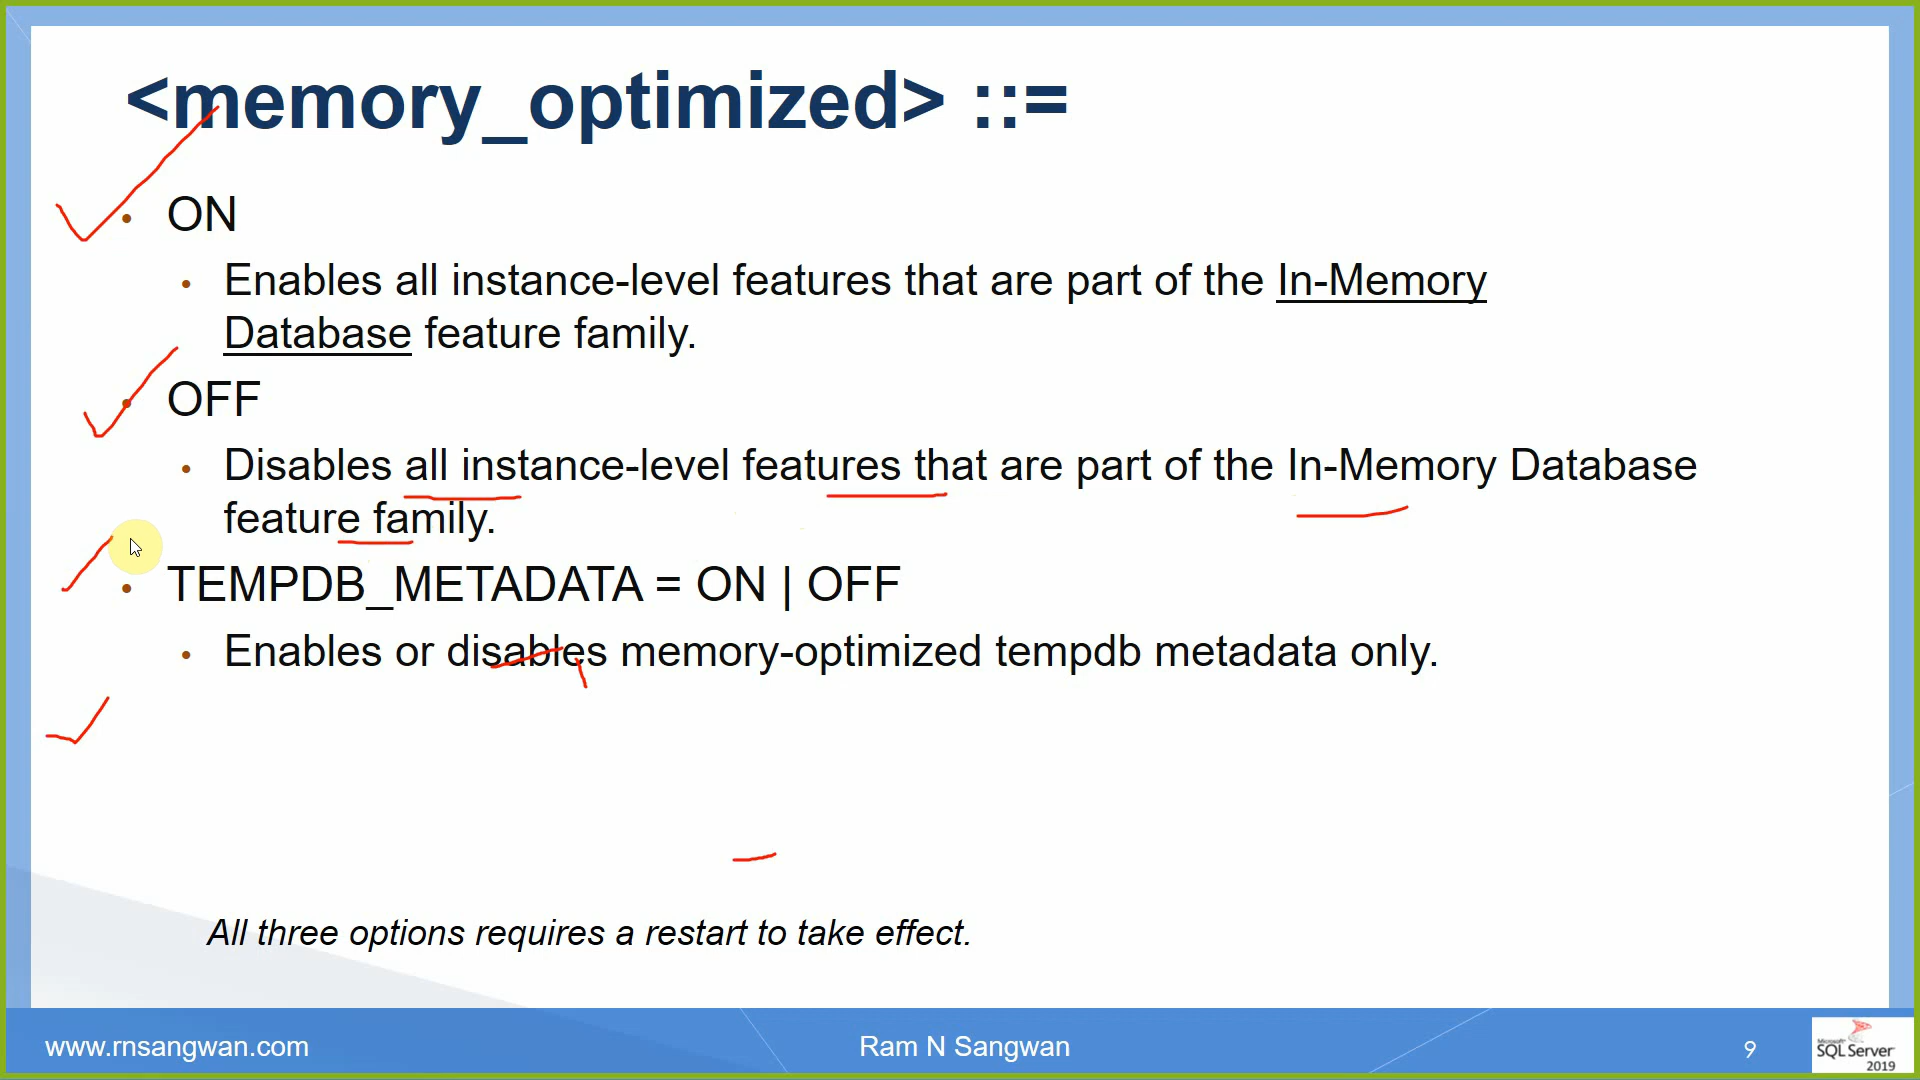 <memory_optimized> ::=
• ON
• Enables all instance-level features that are part of the In-Memory
Database feature family.
• OFF
• Disables all instance-level features that are part of the In-Memory Database
feature family.
• TEMPDB_METADATA = ON | OFF
• Enables or disables memory-optimized tempdb metadata only.
All three options requires a restart to take effect.
www.rnsangwan.com
Ram N Sangwan
9
Microsoft
SQL Server
2019